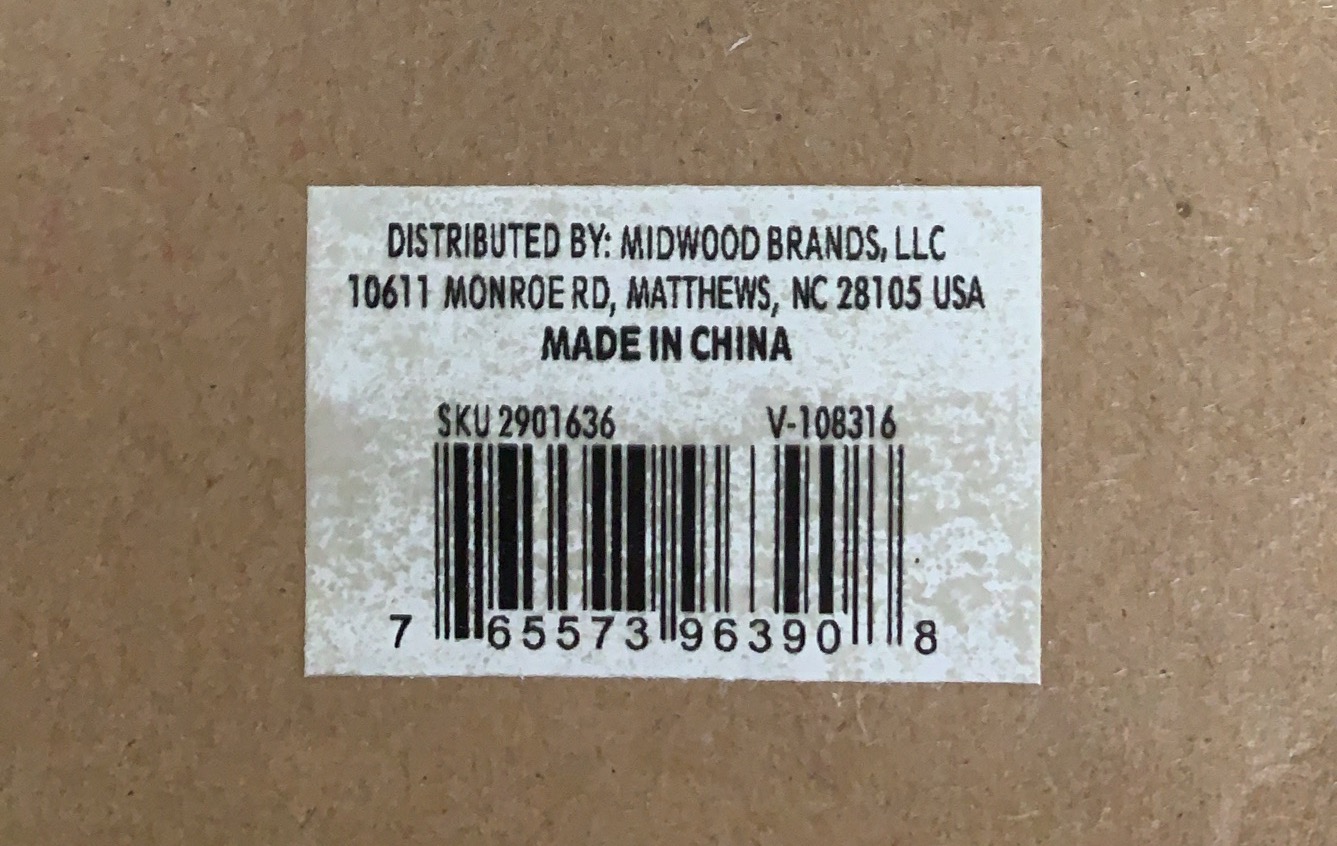 DISTRIBUTED BY: MIDWOOD BRANDS, LLC
10611 MONROE RD, MATTHEWS, NC 28105 USA
MADE IN CHINA
SKU 2901636 V-108316
7 65573 96390 8